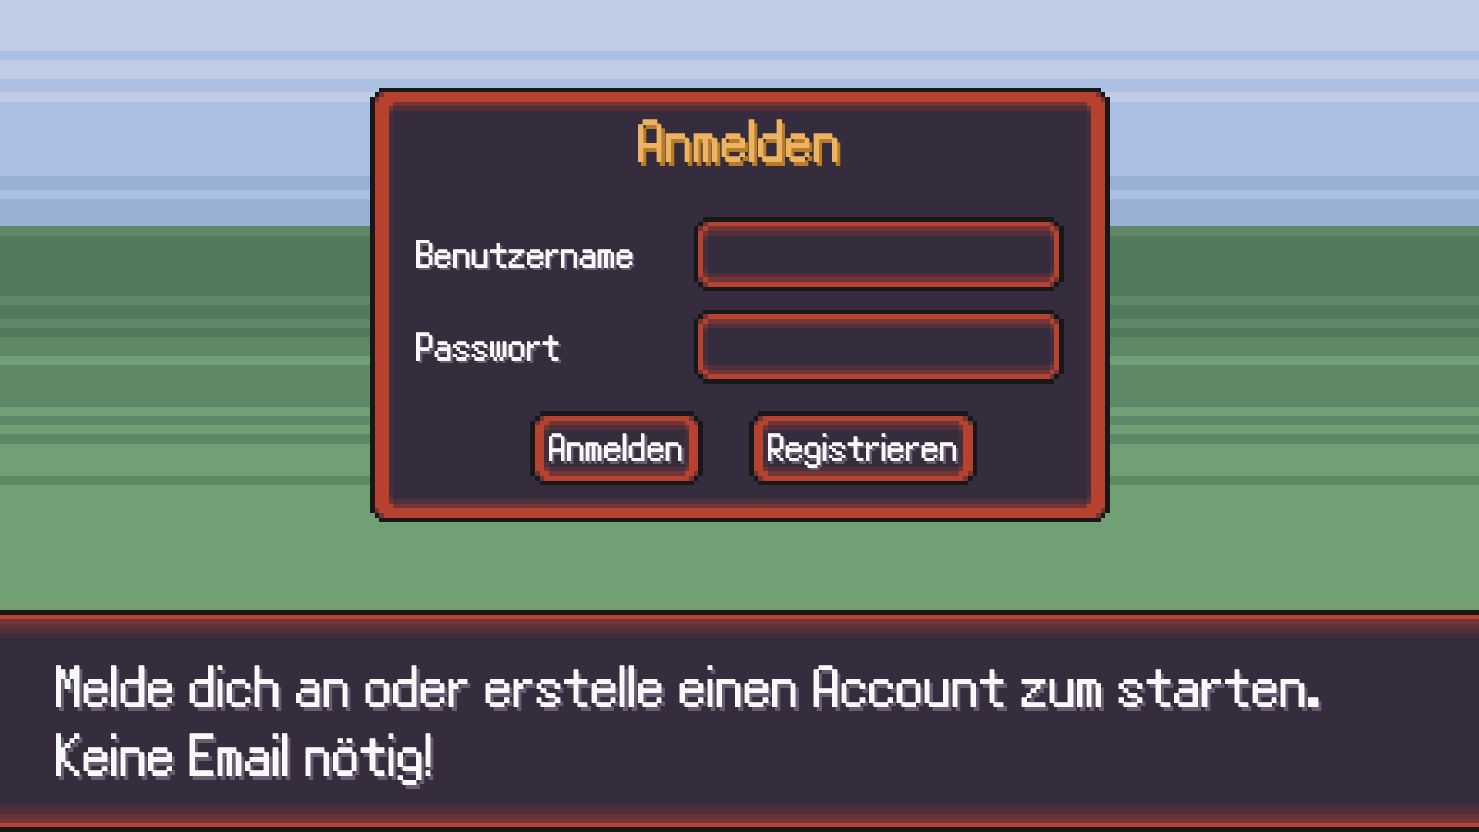 Anmelden
Benutzername
Passwort
Anmelden Registrieren
Melde dich an oder erstelle einen Account zum starten.
Keine Email nötig!